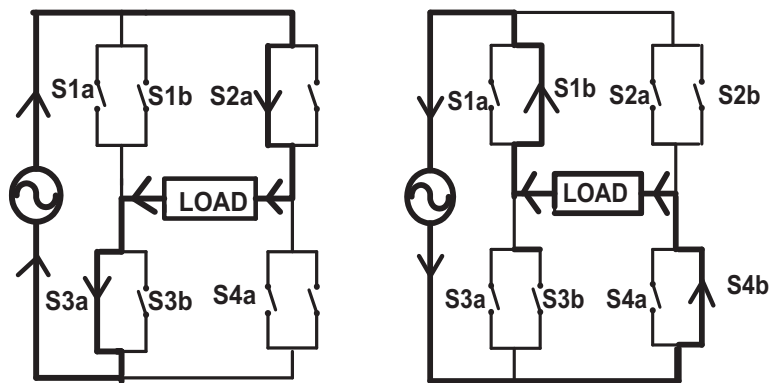 S1a S1b S2a
LOAD
S3a S3b S4a
S1a S1b S2a S2b
LOAD
S3a S3b S4a S4b